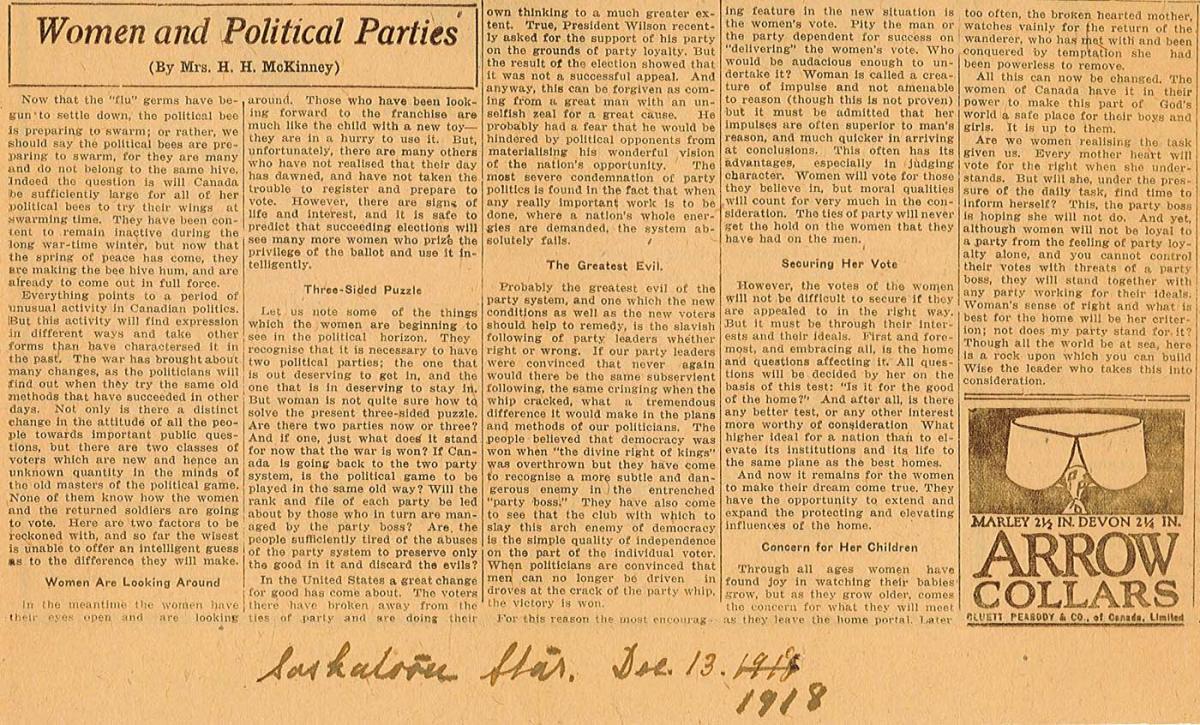 Women and Political Parties
(By Mrs. H. H. McKinney)
Now that the "flu" germs have be-
gun to settle down, the political bee
is preparing to swarm; or rather, we
should say the political bees are pre-
paring to swarm, for they are many
and do not belong to the same hive.
Indeed the question is will Canada
be sufficiently large for all of her
political bees to try their wings at
swarming time. They have been con-
tent to remain inactive during the
long war-time winter, but now that
the spring of peace has come, they
are making the bee hive hum, and are
already to come out in full force.
Everything points to a period of
unusual activity in Canadian politics.
But this activity will find expression
in different ways and take other
forms than have characterised it in
the past. The war has brought about
many changes, as the politicians will
find out when they try the same old
methods that have succeeded in other
days. Not only is there a distinct
change in the attitude of all the peo-
ple towards important public ques-
tions, but there are two classes of
voters which are new and hence an
unknown quantity in the minds of
the old masters of the political game.
None of them know how the women
and the returned soldiers are going
to vote. Here are two factors to be
reckoned with, and so far the wisest
is unable to offer an intelligent guess
as to the difference they will make.
Women Are Looking Around
In the meantime the women have
their eyes open and are looking
around. Those who have been look-
ing forward to the franchise are
much like the child with a new toy—
they are in a hurry to use it. But,
unfortunately, there are many others
who have not realised that their day
has dawned, and have not taken the
trouble to register and prepare to
vote. However, there are signs of
life and interest, and it is safe to
predict that succeeding elections will
see many more women who prize the
privilege of the ballot and use it in-
telligently.
Three-Sided Puzzle
Let us note some of the things
which the women are beginning to
see in the political horizon. They
recognise that it is necessary to have
two political parties; the one that
is out deserving to get in, and the
one that is in deserving to stay in.
But woman is not quite sure how to
solve the present three-sided puzzle.
Are there two parties now or three?
And if one, just what does it stand
for now that the war is won? If Can-
ada is going back to the two party
system, is the political game to be
played in the same old way? Will the
rank and file of each party be led
about by those who in turn are man-
aged by the party boss? Are the
people sufficiently tired of the abuses
of the party system to preserve only
the good in it and discard the evils?
In the United States a great change
for good has come about. The voters
there have broken away from the
ties of party and are doing their
own thinking to a much greater ex-
tent. True, President Wilson recent-
ly asked for the support of his party
on the grounds of party loyalty. But
the result of the election showed that
it was not a successful appeal. And
anyway, this can be forgiven as com-
ing from a great man with an un-
selfish zeal for a great cause. He
probably had a fear that he would be
hindered by political opponents from
materialising his wonderful vision
of the nation's opportunity. The
most severe condemnation of party
politics is found in the fact that when
any really important work is to be
done, where a nation's whole ener-
gies are demanded, the system ab-
solutely fails.
The Greatest Evil.
Probably the greatest evil of the
party system, and one which the new
conditions as well as the new voters
should help to remedy, is the slavish
following of party leaders whether
right or wrong. If our party leaders
were convinced that never again
would there be the same subservient
following, the same cringing when the
whip cracked, what a tremendous
difference it would make in the plans
and methods of our politicians. The
people believed that democracy was
won when "the divine right of kings"
was overthrown but they have come
to recognise a more subtle and dan-
gerous enemy in the entrenched
"party boss." They have also come
to see that the club with which to
slay this arch enemy of democracy
is the simple quality of independence
on the part of the individual voter.
When politicians are convinced that
men can no longer be driven in
droves at the crack of the party whip,
the victory is won.
For this reason the most encourag-
ing feature in the new situation is
the women's vote. Pity the man or
the party dependent for success on
"delivering" the women's vote. Who
would be audacious enough to un-
dertake it? Woman is called a crea-
ture of impulse and not amenable
to reason (though this is not proven)
but it must be admitted that her
impulses are often superior to man's
reason, and much quicker in arriving
at conclusions. This often has its
advantages, especially in judging
character. Women will vote for those
they believe in, but moral qualities
will count for very much in the con-
sideration. The ties of party will never
get the hold on the women that they
have had on the men.
Securing Her Vote
However, the votes of the women
will not be difficult to secure if they
are appealed to in the right way.
But it must be through their inter-
ests and their ideals. First and fore-
most, and embracing all, is the home
and questions affecting it. All ques-
tions will be decided by her on the
basis of this test: "Is it for the good
of the home?" And after all, is there
any better test, or any other interest
more worthy of consideration What
higher ideal for a nation than to el-
evate its institutions and its life to
the same plane as the best homes.
And now it remains for the women
to make their dream come true. They
have the opportunity to extend and
expand the protecting and elevating
influences of the home.
Concern for Her Children
Through all ages women have
found joy in watching their babies
grow, but as they grow older, comes
the concern for what they will meet
as they leave the home portal. Later
too often, the broken hearted mother
watches vainly for the return of the
wanderer, who has met with and been
conquered by temptation she had
been powerless to remove.
All this can now be changed. The
women of Canada have it in their
power to make this part of God's
world a safe place for their boys and
girls. It is up to them.
Are we women realising the task
given us. Every mother heart will
vote for the right when she under-
stands. But will she, under the pres-
sure of the daily task, find time to
inform herself? This, the party boss
is hoping she will not do. And yet,
although women will not be loyal to
a party from the feeling of party loy-
alty alone, and you cannot control
their votes with threats of a party
boss, they will stand together with
any party working for their ideals.
Woman's sense of right and what is
best for the home will be her criter-
ion; not does my party stand for it?
Though all the world be at sea, here
is a rock upon which you can build
Wise the leader who takes this into
consideration.
MARLEY 2½ IN. DEVON 2¼ IN.
ARROW
COLLARS
CLUETT PEABODY & CO., of Canada, Limited
Saskatoon Star. Dec. 13. 1918
1918